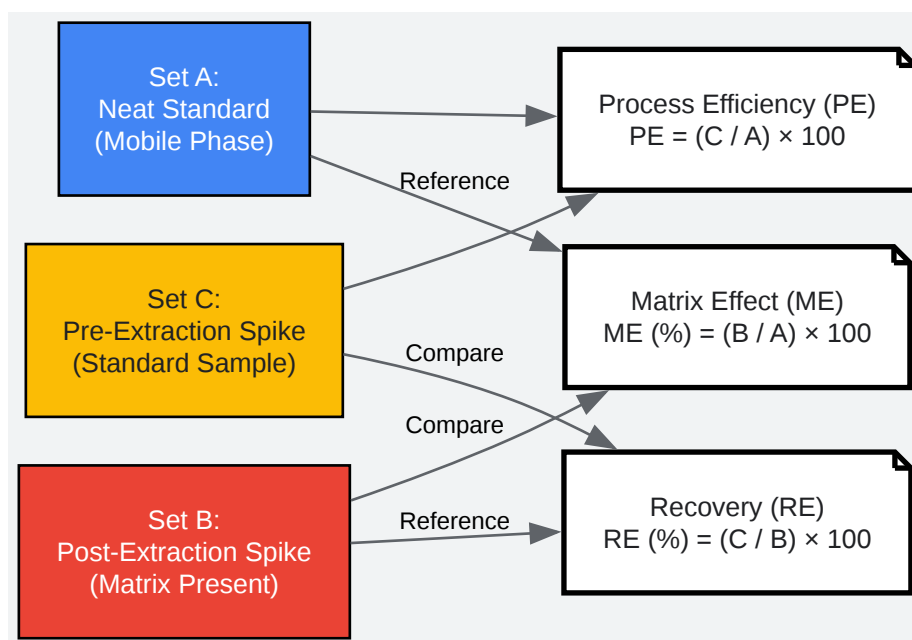 Set A:
Neat Standard
(Mobile Phase)
Process Efficiency (PE)
PE = (C / A) × 100
Reference
Set C:
Pre-Extraction Spike
(Standard Sample)
Matrix Effect (ME)
ME (%) = (B / A) × 100
Compare
Compare
Set B:
Post-Extraction Spike
(Matrix Present)
Reference
Recovery (RE)
RE (%) = (C / B) × 100